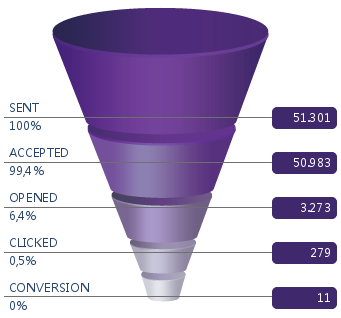 SENT
100%
51.301
ACCEPTED
99,4%
50.983
OPENED
6,4%
3.273
CLICKED
0,5%
279
CONVERSION
0%
11